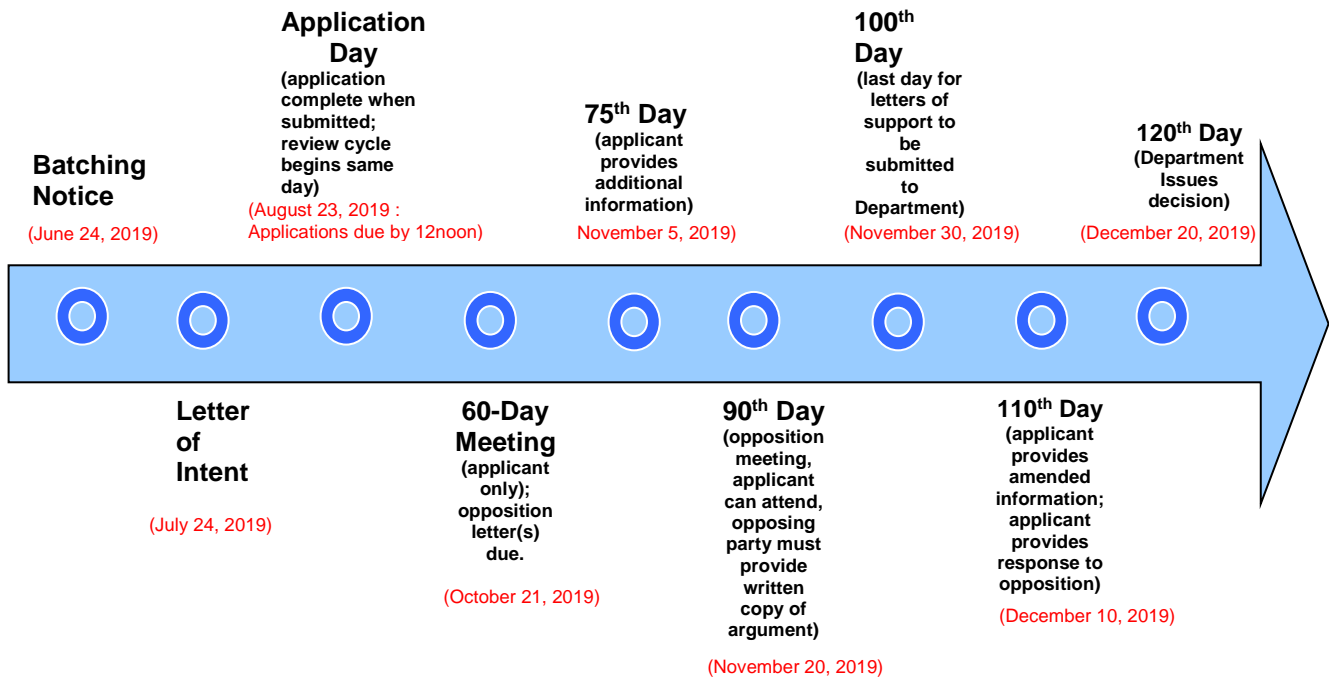 Batching
Notice
(June 24, 2019)
Letter
of
Intent
(July 24, 2019)
Application
Day
(application
complete when
submitted;
review cycle
begins same
day)
(August 23, 2019 :
Applications due by 12noon)
60-Day
Meeting
(applicant
only);
opposition
letter(s)
due.
(October 21, 2019)
75th Day
(applicant
provides
additional
information)
November 5, 2019)
90th Day
(opposition
meeting,
applicant
can attend,
opposing
party must
provide
written
copy of
argument)
(November 20, 2019)
100th
Day
(last day for
letters of
support to
be
submitted
to
Department)
(November 30, 2019)
110th Day
(applicant
provides
amended
information;
applicant
provides
response to
opposition)
(December 10, 2019)
120th Day
(Department
Issues
decision)
(December 20, 2019)